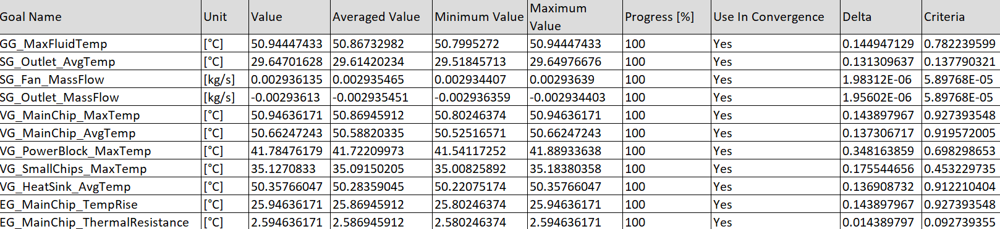 Goal Name Unit Value Averaged Value Minimum Value Maximum Value Progress [%] Use In Convergence Delta Criteria
GG_MaxFluidTemp [°C] 50.94447433 50.86732982 50.7995272 50.94447433 100 Yes 0.144947129 0.782239599
SG_Outlet_AvgTemp [°C] 29.64701628 29.61420234 29.51845713 29.64976676 100 Yes 0.131309637 0.137790321
SG_Fan_MassFlow [kg/s] 0.002936135 0.002935465 0.002934407 0.00293639 100 Yes 1.98312E-06 5.89768E-05
SG_Outlet_MassFlow [kg/s] -0.00293613 -0.002935451 -0.002936359 -0.002934403 100 Yes 1.95602E-06 5.89768E-05
VG_MainChip_MaxTemp [°C] 50.94636171 50.86945912 50.80246374 50.94636171 100 Yes 0.143897967 0.927393548
VG_MainChip_AvgTemp [°C] 50.66247243 50.58820335 50.52516571 50.66247243 100 Yes 0.137306717 0.919572005
VG_PowerBlock_MaxTemp [°C] 41.78476179 41.72209973 41.54117252 41.88933638 100 Yes 0.348163859 0.698298653
VG_SmallChips_MaxTemp [°C] 35.1270833 35.09150205 35.00825892 35.18380358 100 Yes 0.175544656 0.453229735
VG_HeatSink_AvgTemp [°C] 50.35766047 50.28359045 50.22075174 50.35766047 100 Yes 0.136908732 0.912210404
EG_MainChip_TempRise [°C] 25.94636171 25.86945912 25.80246374 25.94636171 100 Yes 0.143897967 0.927393548
EG_MainChip_ThermalResistance [°C] 2.594636171 2.586945912 2.580246374 2.594636171 100 Yes 0.014389797 0.092739355